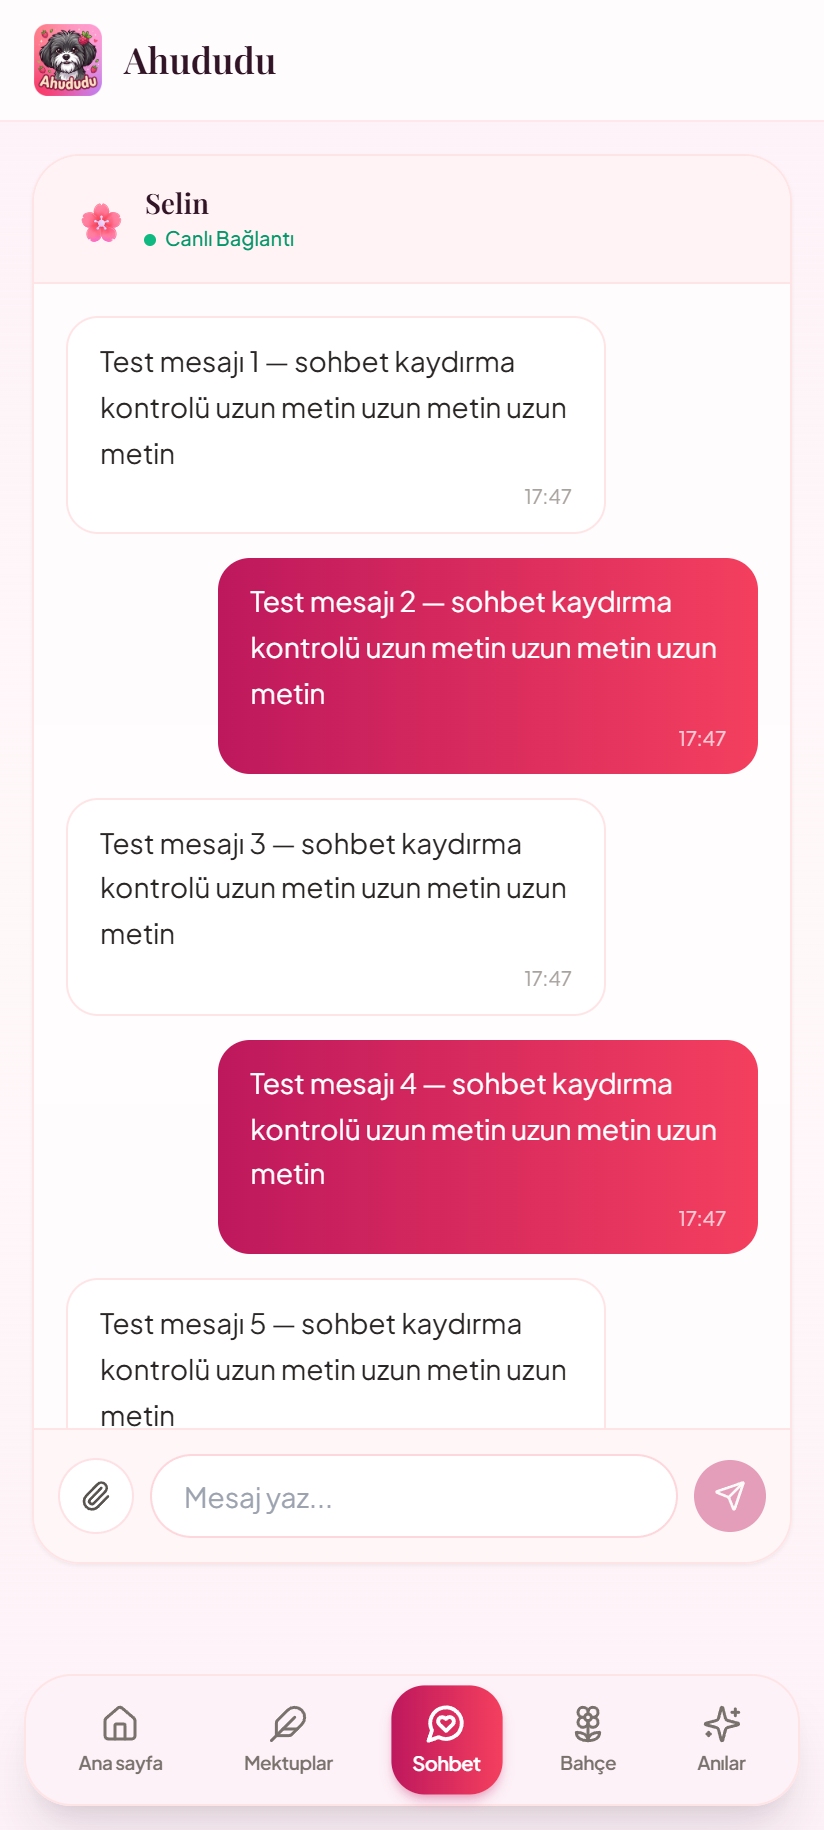 Ahududu
Ahududu
Selin
Canlı Bağlantı
Test mesajı 1 — sohbet kaydırma
kontrolü uzun metin uzun metin uzun
metin
17:47
Test mesajı 2 — sohbet kaydırma
kontrolü uzun metin uzun metin uzun
metin
17:47
Test mesajı 3 — sohbet kaydırma
kontrolü uzun metin uzun metin uzun
metin
17:47
Test mesajı 4 — sohbet kaydırma
kontrolü uzun metin uzun metin uzun
metin
17:47
Test mesajı 5 — sohbet kaydırma
kontrolü uzun metin uzun metin uzun
metin
Mesaj yaz...
Ana sayfa
Mektuplar
Sohbet
Bahçe
Anılar